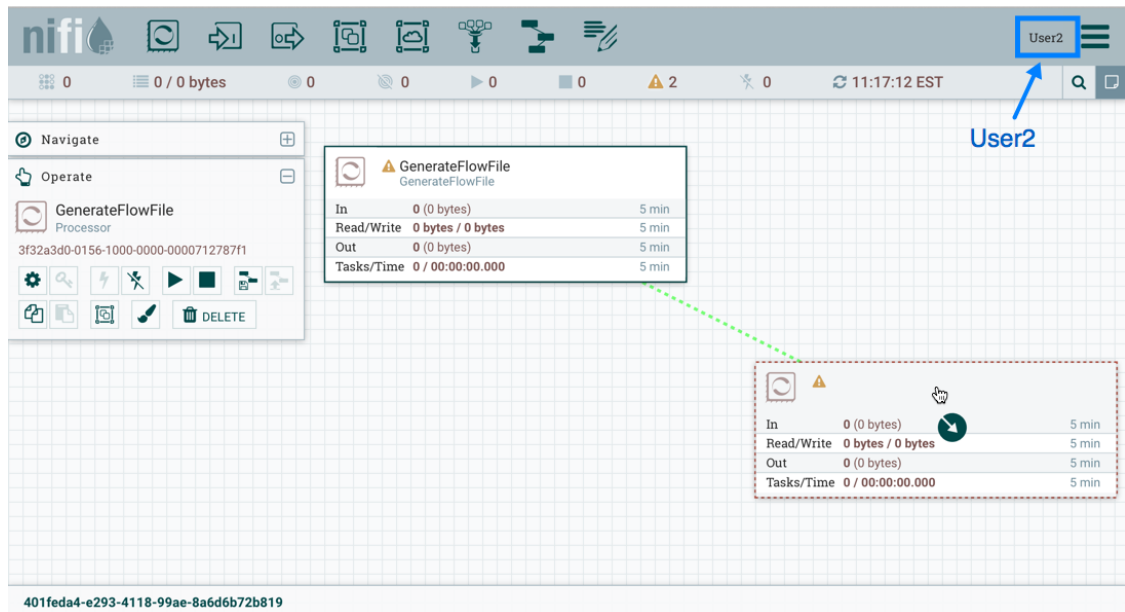 nifi
User2
0
0 / 0 bytes
0
0
0
0
2
0
11:17:12 EST
User2
Navigate
Operate
GenerateFlowFile
Processor
3f32a3d0-0156-1000-0000-0000712787f1
DELETE
GenerateFlowFile
GenerateFlowFile
In 0 (0 bytes) 5 min
Read/Write 0 bytes / 0 bytes 5 min
Out 0 (0 bytes) 5 min
Tasks/Time 0 / 00:00:00.000 5 min
In 0 (0 bytes) 5 min
Read/Write 0 bytes / 0 bytes 5 min
Out 0 (0 bytes) 5 min
Tasks/Time 0 / 00:00:00.000 5 min
401feda4-e293-4118-99ae-8a6d6b72b819